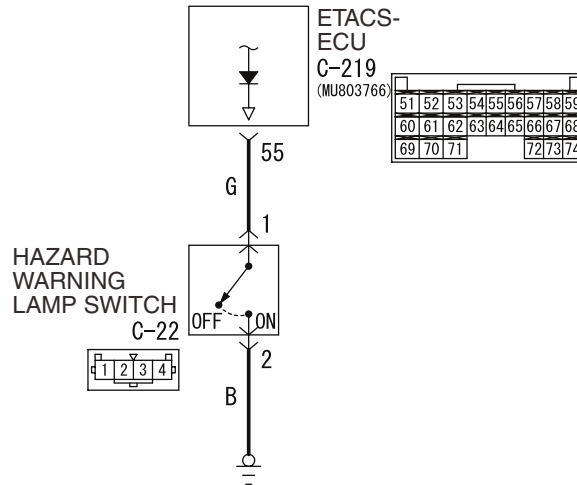 ETACS-
ECU
C-219
(MU803766)
51 52 53 54 55 56 57 58 59
60 61 62 63 64 65 66 67 68
69 70 71 72 73 74
55
G
1
HAZARD
WARNING
LAMP SWITCH
C-22
OFF ON
1 2 3 4
2
B